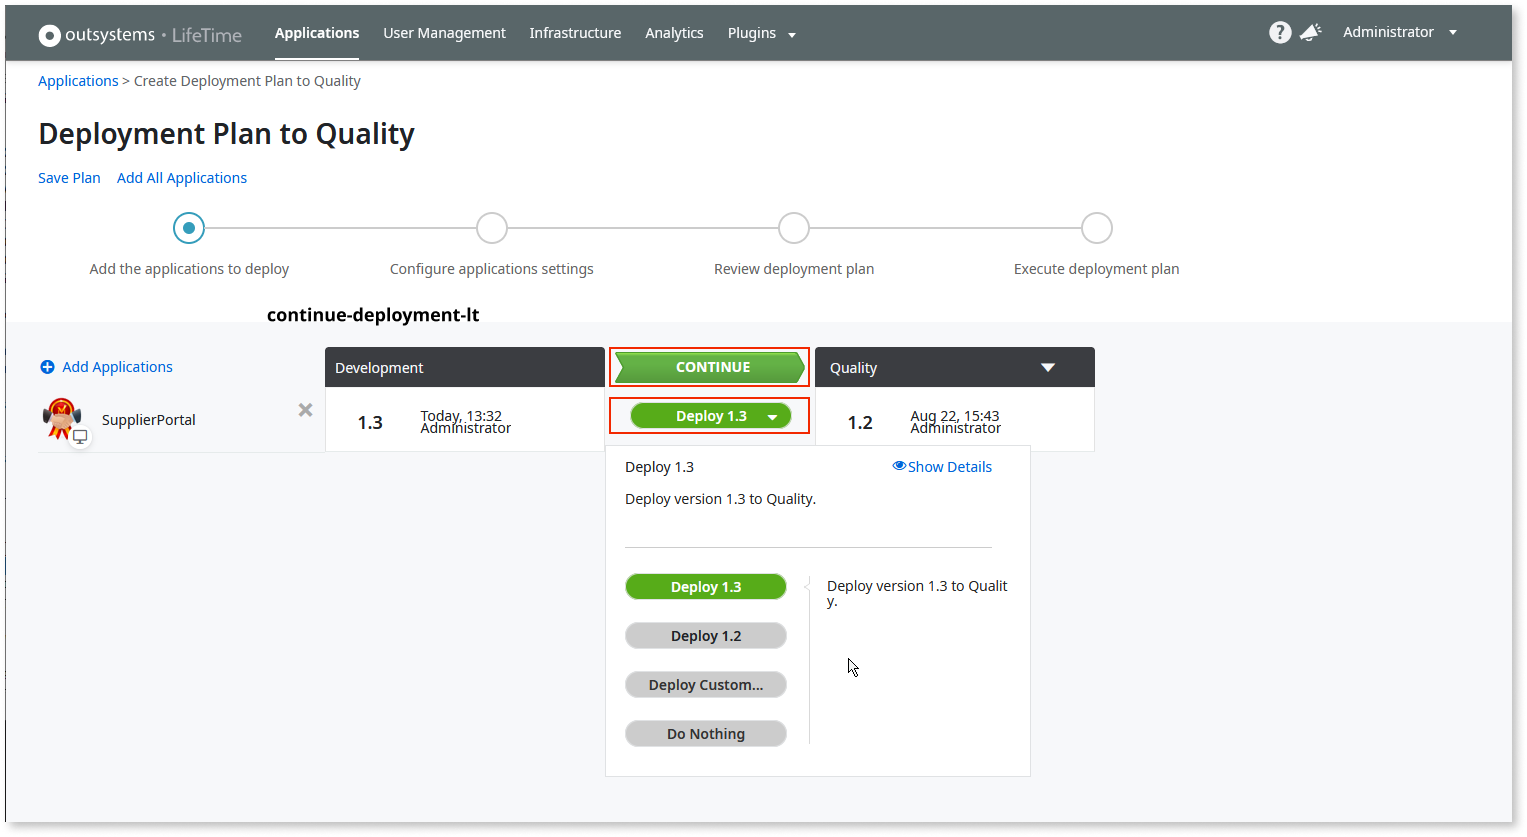 outsystems · LifeTime Applications User Management Infrastructure Analytics Plugins ? Administrator
Applications > Create Deployment Plan to Quality
Deployment Plan to Quality
Save Plan Add All Applications
Add the applications to deploy Configure applications settings Review deployment plan Execute deployment plan
continue-deployment-lt
Add Applications Development CONTINUE Quality
SupplierPortal 1.3 Today, 13:32 Deploy 1.3 1.2 Aug 22, 15:43
Administrator Administrator
Deploy 1.3 Show Details
Deploy version 1.3 to Quality.
Deploy 1.3 Deploy version 1.3 to Qualit
y.
Deploy 1.2
Deploy Custom...
Do Nothing